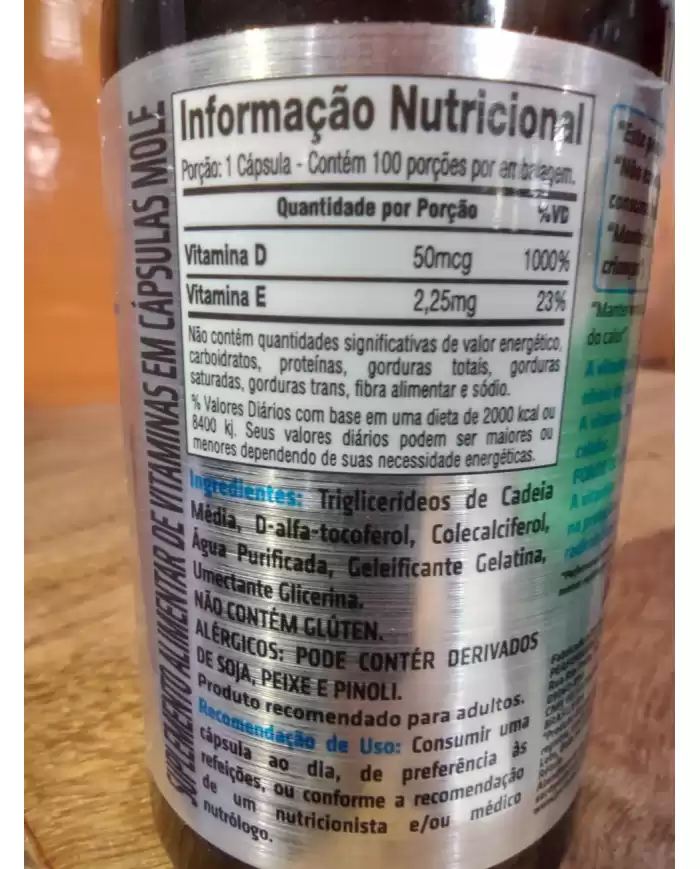 SUPLEMENTO ALIMENTAR DE VITAMINAS EM CÁPSULAS MOLE
Informação Nutricional
Porção: 1 Cápsula - Contém 100 porções por embalagem.
Quantidade por Porção %VD
Vitamina D 50mcg 1000%
Vitamina E 2,25mg 23%
Não contém quantidades significativas de valor energético,
carboidratos, proteínas, gorduras totais, gorduras
saturadas, gorduras trans, fibra alimentar e sódio.
% Valores Diários com base em uma dieta de 2000 kcal ou
8400 kj. Seus valores diários podem ser maiores ou
menores dependendo de suas necessidade energéticas.
Ingredientes: Triglicerídeos de Cadeia
Média, D-alfa-tocoferol, Colecalciferol,
Água Purificada, Geleificante Gelatina,
Umectante Glicerina.
NÃO CONTÉM GLÚTEN.
ALÉRGICOS: PODE CONTÉR DERIVADOS
DE SOJA, PEIXE E PINOLI.
Produto recomendado para adultos.
Recomendação de Uso: Consumir uma
cápsula ao dia, de preferência às
refeições, ou conforme a recomendação
de um nutricionista e/ou médico
nutrólogo.
"Este
"Não
do calor"
A